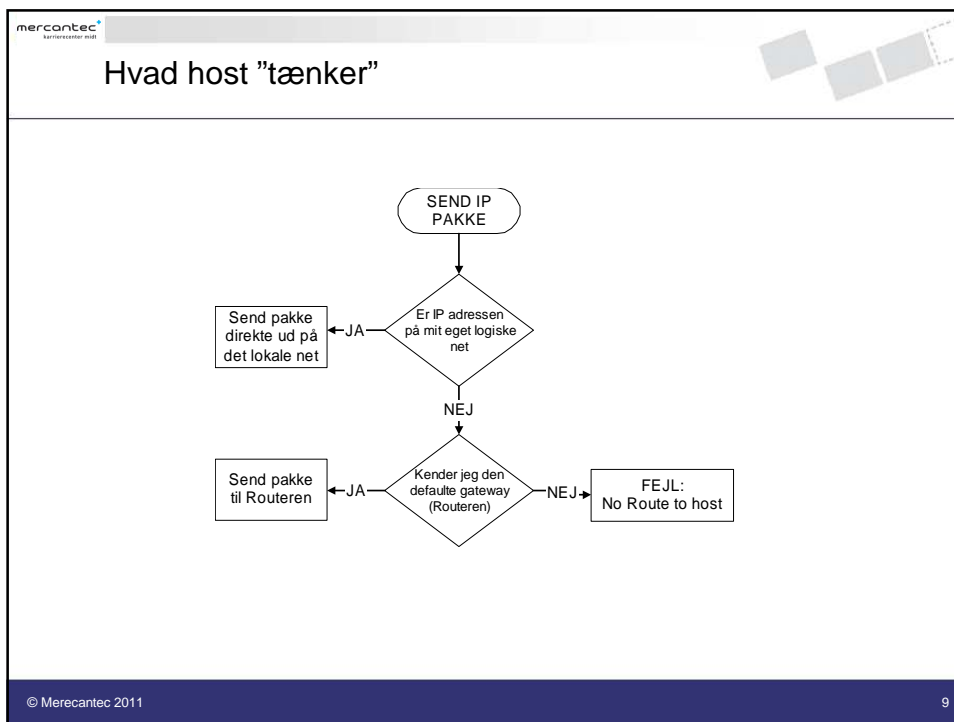 mercantec
karrierecenter midt
Hvad host ”tænker”
SEND IP
PAKKE
Er IP adressen
på mit eget logiske
net
JA
Send pakke
direkte ud på
det lokale net
NEJ
Kender jeg den
defaulte gateway
(Routeren)
JA
Send pakke
til Routeren
NEJ
FEJL:
No Route to host
© Merecantec 2011
9